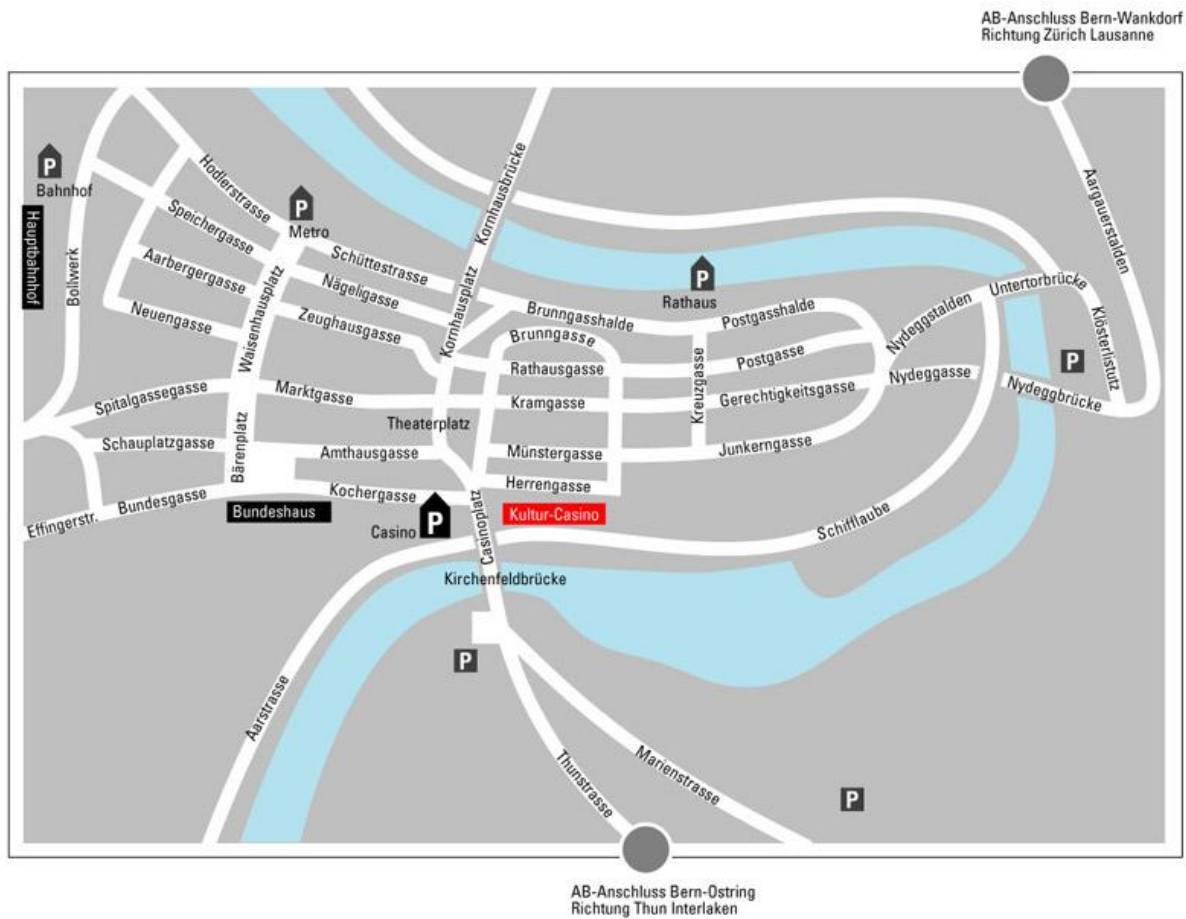 AB-Anschluss Bern-Wankdorf
Richtung Zürich Lausanne
P
Bahnhof
Hauptbahnhof
Bollwerk
Hodlerstrasse
Speichergasse
P
Metro
Aarbergergasse
Neuengasse
Waisenhausplatz
Schüttestrasse
Nägeligasse
Zeughausgasse
Kornhausbrücke
Kornhausplatz
P
Rathaus
Brunngasshalde
Postgasshalde
Brunngasse
Rathausgasse
Postgasse
Kreuzgasse
Nydeggstalden
Untertorbrücke
Aargauerstalden
Klösterlistutz
P
Spitalgassegasse
Marktgasse
Theaterplatz
Kramgasse
Gerechtigkeitsgasse
Nydeggasse
Nydeggbrücke
Schauplatzgasse
Bärenplatz
Amthausgasse
Münstergasse
Junkerngasse
Effingerstr.
Bundesgasse
Kochergasse
Herrengasse
Bundeshaus
Casino
P
Casinoplatz
Kultur-Casino
Schifflaube
Kirchenfeldbrücke
P
Aarstrasse
Thunstrasse
Marienstrasse
P
AB-Anschluss Bern-Ostring
Richtung Thun Interlaken